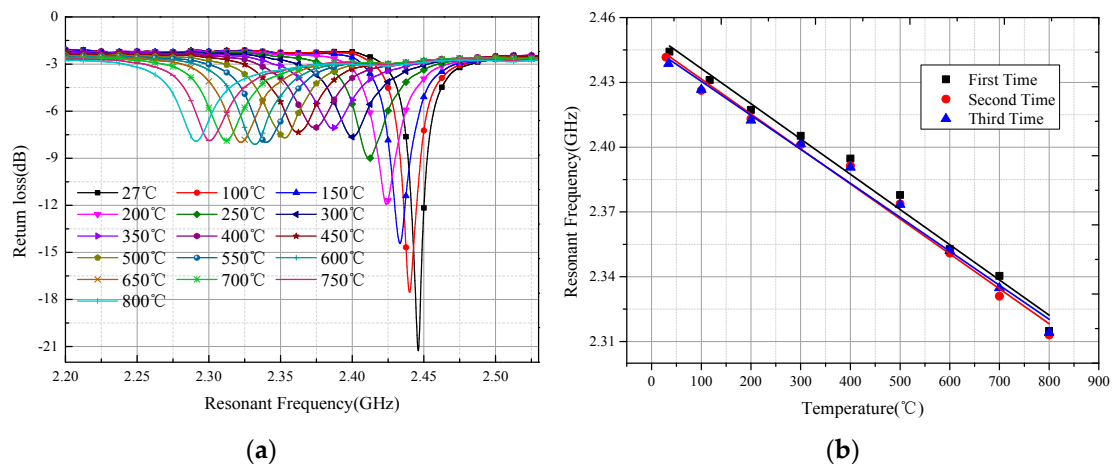 0
-3
-6
-9
-12
-15
-18
-21
Return loss(dB)
27℃ 100℃ 150℃
200℃ 250℃ 300℃
350℃ 400℃ 450℃
500℃ 550℃ 600℃
650℃ 700℃ 750℃
800℃
2.20 2.25 2.30 2.35 2.40 2.45 2.50
Resonant Frequency(GHz)
(a)
2.46
2.43
2.40
2.37
2.34
2.31
Resonant Frequency(GHz)
First Time
Second Time
Third Time
0 100 200 300 400 500 600 700 800 900
Temperature(℃)
(b)